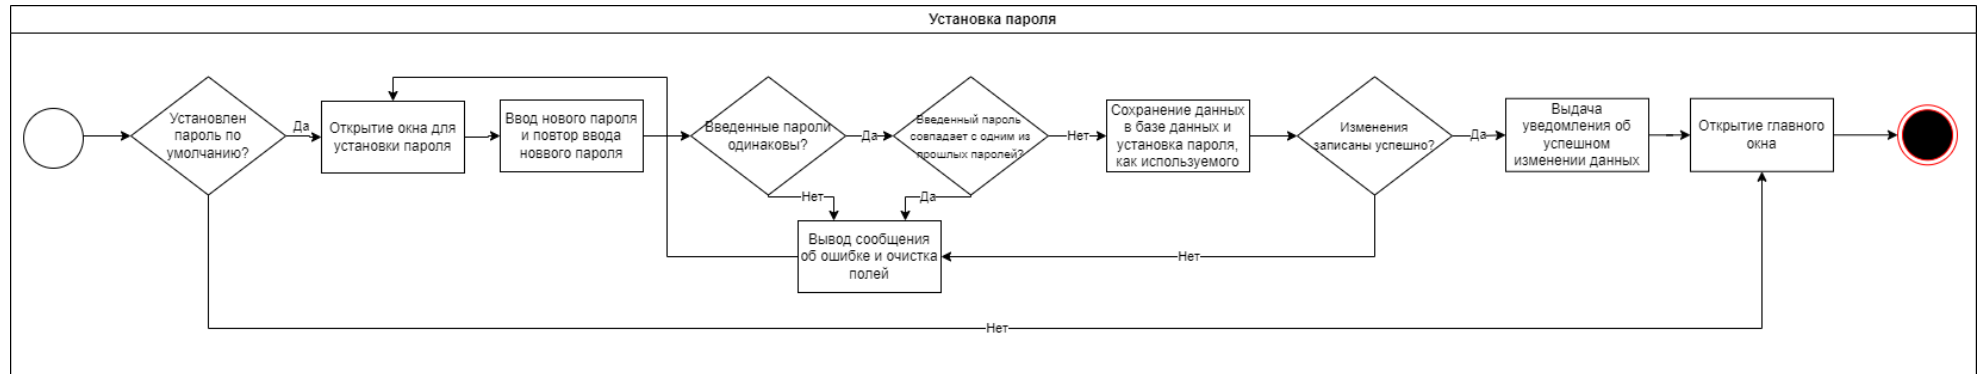 Установка пароля
Установлен
пароль по
умолчанию?
Да
Открытие окна для
установки пароля
Ввод нового пароля
и повтор ввода
новвого пароля
Введенные пароли
одинаковы?
Да
Введенный пароль
совпадает с одним из
прошлых паролей?
Нет
Сохранение данных
в базе данных и
установка пароля,
как используемого
Изменения
записаны успешно?
Да
Выдача
уведомления об
успешном
изменении данных
Открытие главного
окна
Нет
Да
Вывод сообщения
об ошибке и очистка
полей
Нет
Нет